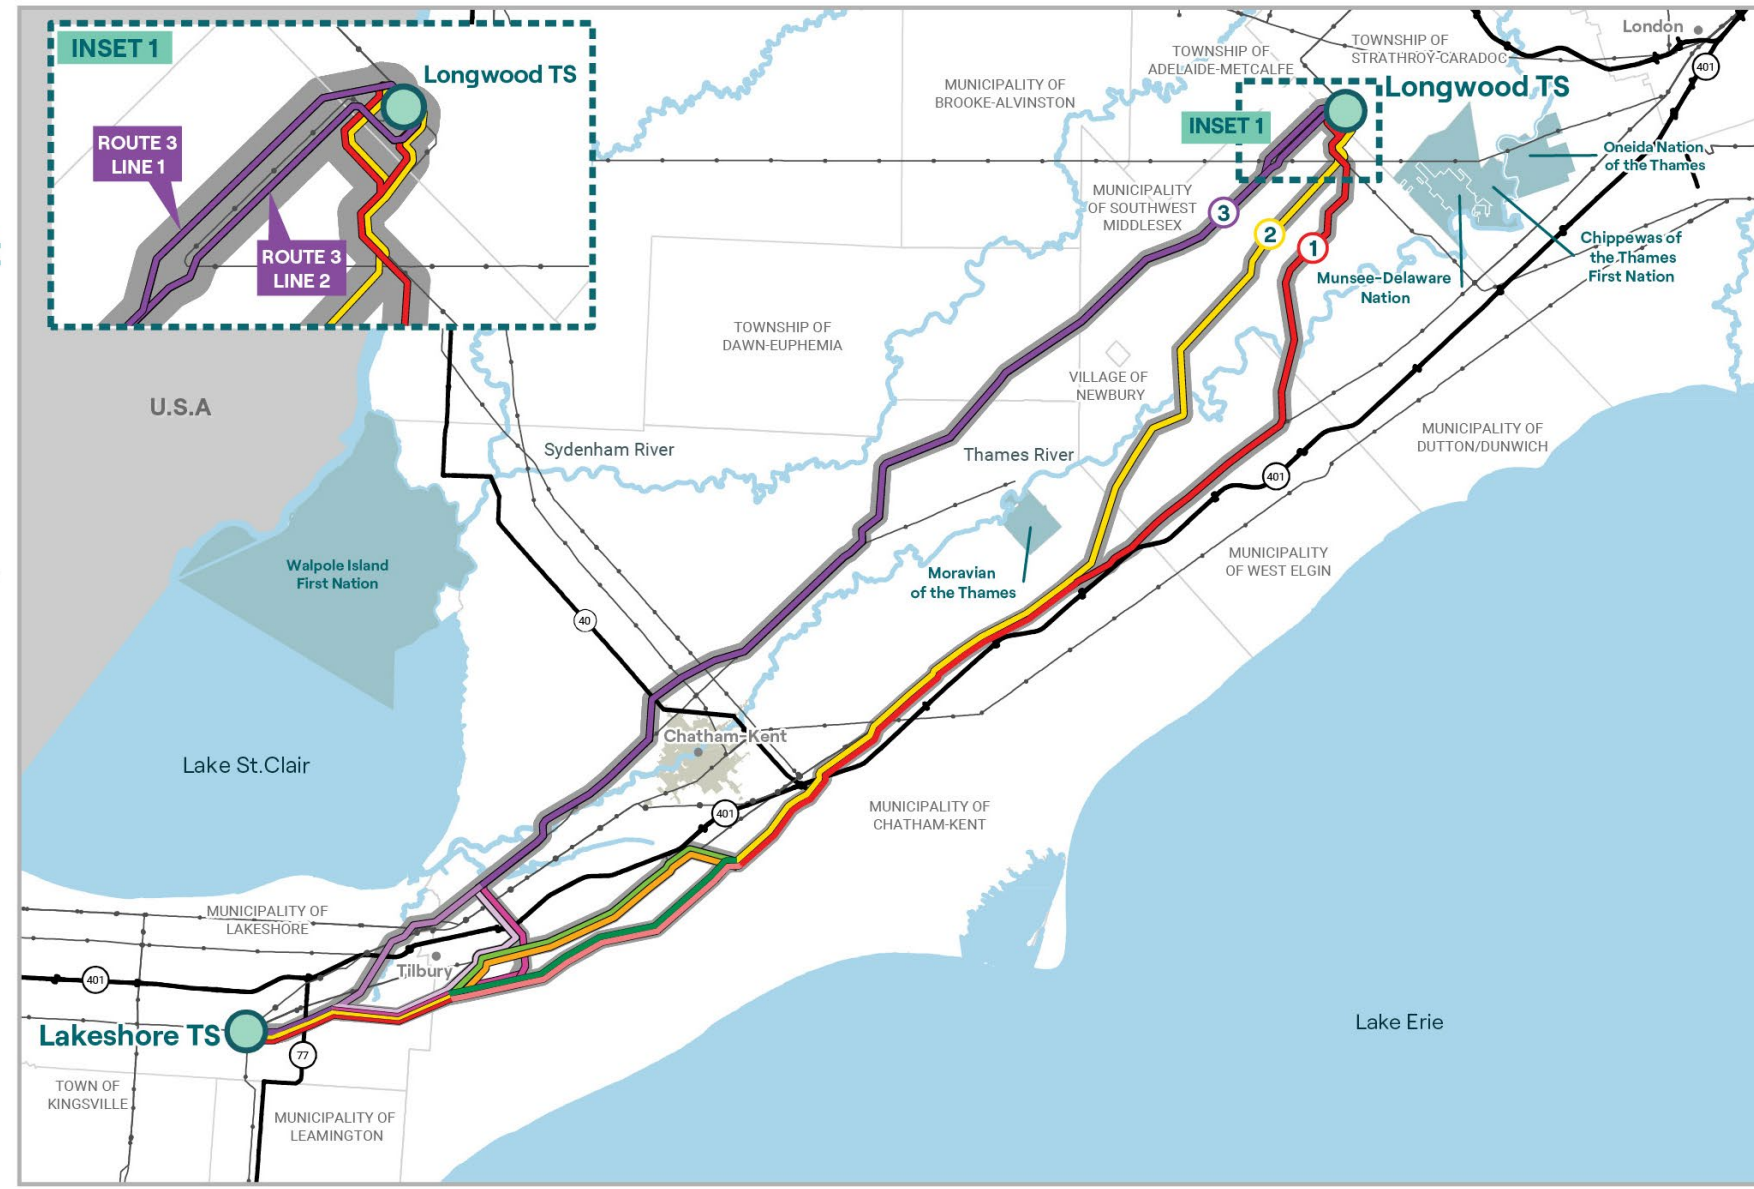 INSET 1
Longwood TS
ROUTE 3
LINE 1
ROUTE 3
LINE 2
London
401
TOWNSHIP OF
STRATHROY-CARADOC
TOWNSHIP OF
ADELAIDE-METCALFE
MUNICIPALITY OF
BROOKE-ALVINSTON
Longwood TS
INSET 1
Oneida Nation
of the Thames
MUNICIPALITY
OF SOUTHWEST
MIDDLESEX
3
2
1
Chippewas of
the Thames
First Nation
Munsee-Delaware
Nation
TOWNSHIP OF
DAWN-EUPHEMIA
VILLAGE OF
NEWBURY
U.S.A
MUNICIPALITY OF
DUTTON/DUNWICH
Sydenham River
Thames River
401
Walpole Island
First Nation
Moravian
of the Thames
MUNICIPALITY
OF WEST ELGIN
40
Chatham-Kent
Lake St.Clair
401
MUNICIPALITY OF
CHATHAM-KENT
MUNICIPALITY OF
LAKESHORE
Tilbury
401
Lakeshore TS
77
Lake Erie
TOWN OF
KINGSVILLE
MUNICIPALITY OF
LEAMINGTON